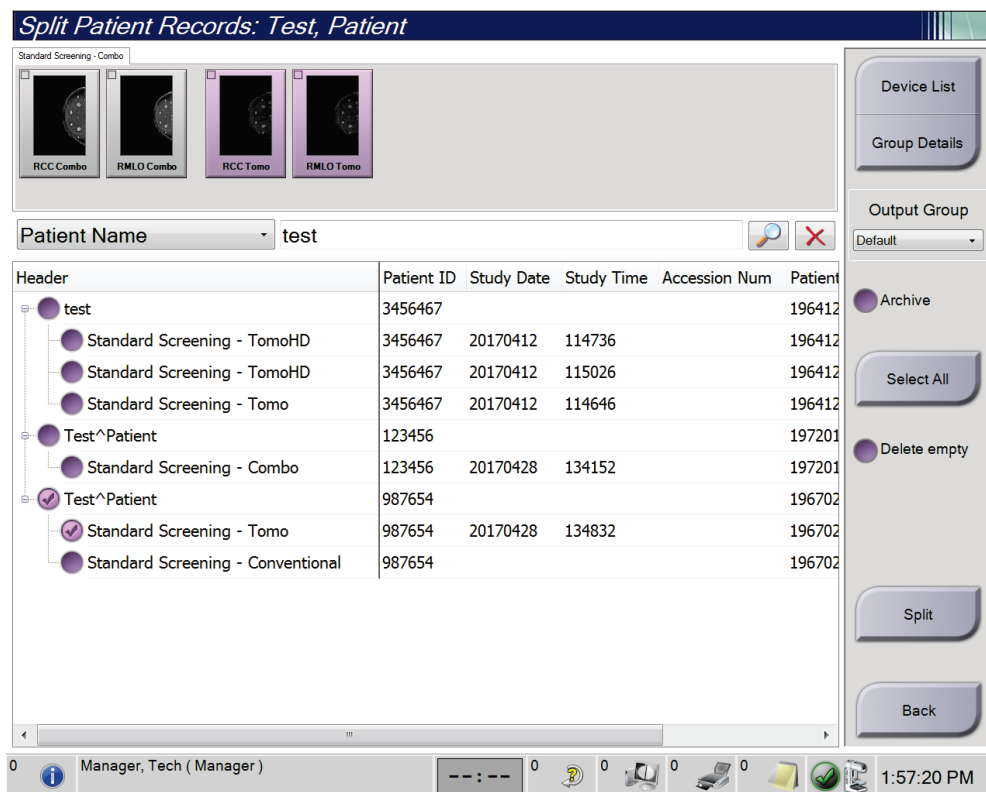 Split Patient Records: Test, Patient
Standard Screening - Combo
RCC Combo RMLO Combo RCC Tomo RMLO Tomo
Device List
Group Details
Output Group
Default
Archive
Select All
Delete empty
Split
Back
Patient Name test
Header Patient ID Study Date Study Time Accession Num Patient
test 3456467 196412
Standard Screening - TomoHD 3456467 20170412 114736 196412
Standard Screening - TomoHD 3456467 20170412 115026 196412
Standard Screening - Tomo 3456467 20170412 114646 196412
Test^Patient 123456 197201
Standard Screening - Combo 123456 20170428 134152 197201
Test^Patient 987654 196702
Standard Screening - Tomo 987654 20170428 134832 196702
Standard Screening - Conventional 987654 196702
0 Manager, Tech ( Manager ) --:-- 0 0 0 0 1:57:20 PM